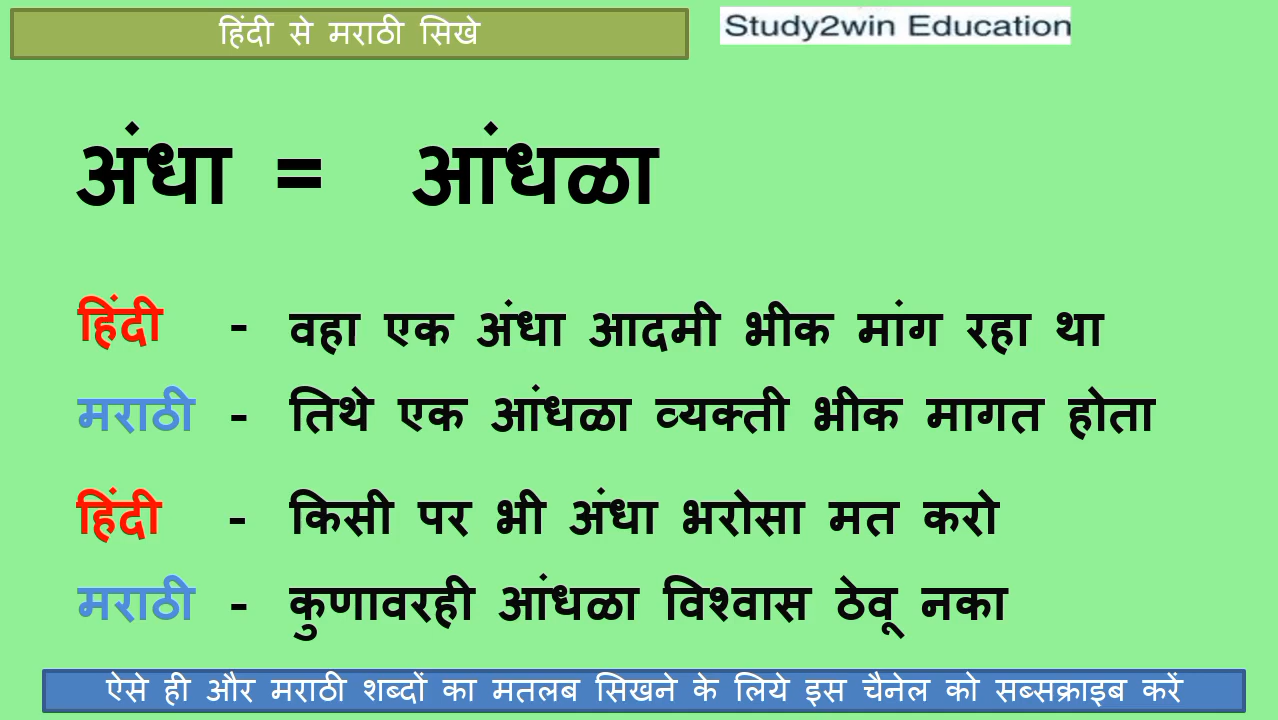 हिंदी से मराठी सिखे
Study2win Education
अंधा = आंधळा
हिंदी - वहा एक अंधा आदमी भीक मांग रहा था
मराठी - तिथे एक आंधळा व्यक्ती भीक मागत होता
हिंदी - किसी पर भी अंधा भरोसा मत करो
मराठी - कुणावरही आंधळा विश्वास ठेवू नका
ऐसे ही और मराठी शब्दों का मतलब सिखने के लिये इस चैनेल को सब्सक्राइब करें